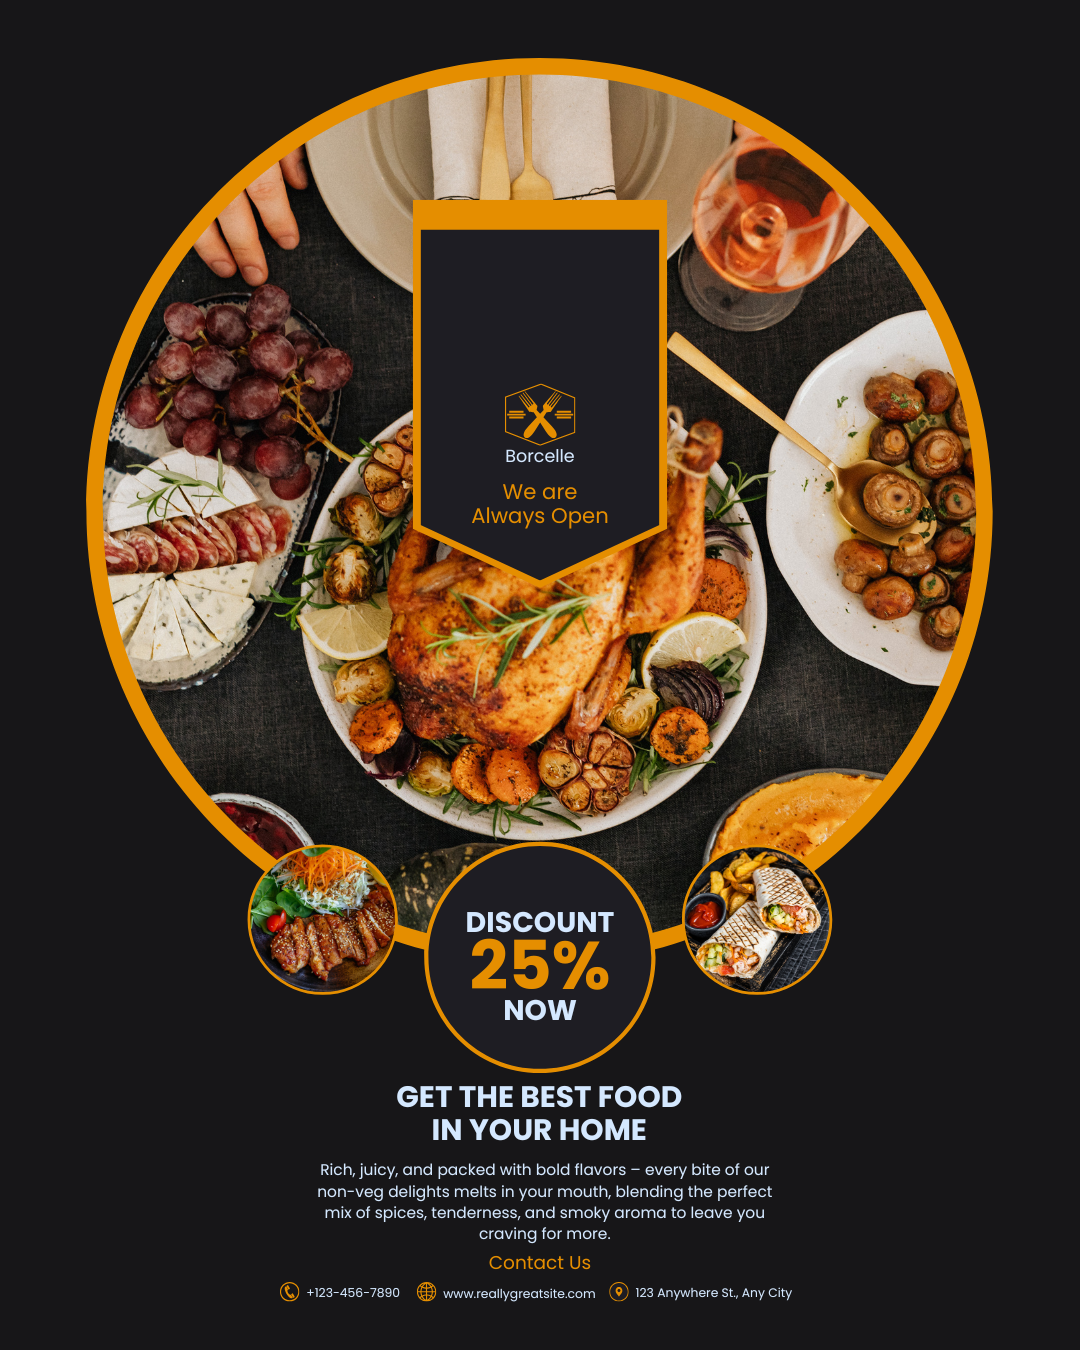 Borcelle
We are
Always Open
DISCOUNT
25%
NOW
GET THE BEST FOOD
IN YOUR HOME
Rich, juicy, and packed with bold flavors – every bite of our
non-veg delights melts in your mouth, blending the perfect
mix of spices, tenderness, and smoky aroma to leave you
craving for more.
Contact Us
+123-456-7890 www.reallygreatsite.com 123 Anywhere St., Any City